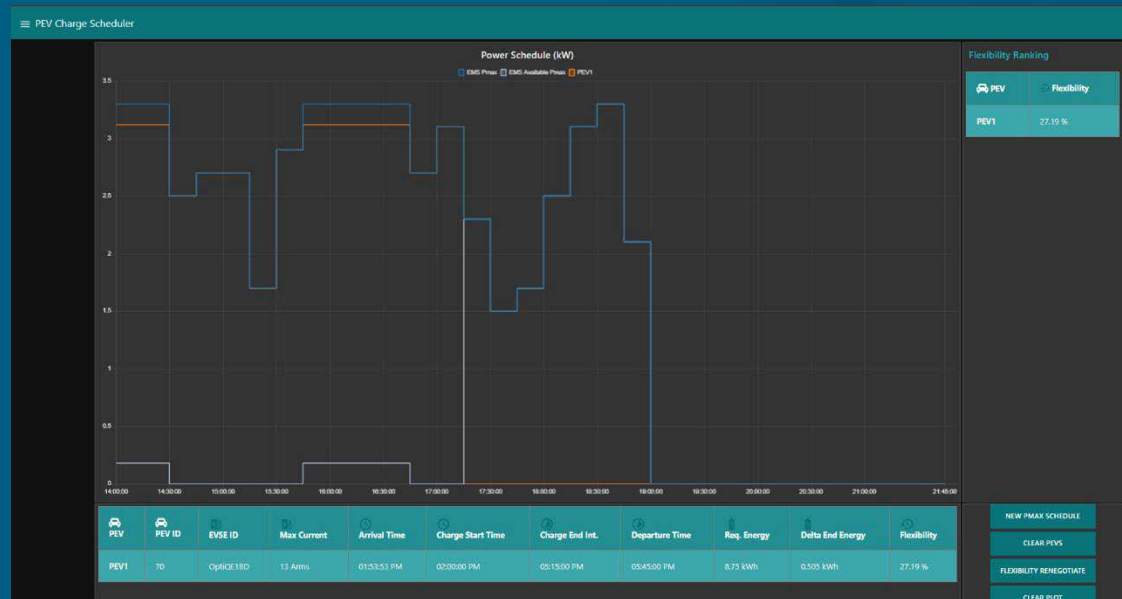 PEV Charge Scheduler
Power Schedule (kW)
EMS Pmax EMS Available Pmax PEV1
3.5
3
2.5
2
1.5
1
0.5
0
14:00:00 14:30:00 15:00:00 15:30:00 16:00:00 16:30:00 17:00:00 17:30:00 18:00:00 18:30:00 19:00:00 19:30:00 20:00:00 20:30:00 21:00:00 21:45:00
Flexibility Ranking
PEV Flexibility
PEV1 27.19 %
PEV PEV ID EVSE ID Max Current Arrival Time Charge Start Time Charge End Int. Departure Time Req. Energy Delta End Energy Flexibility
PEV1 70 OptiQE18D 13 Arms 01:53:53 PM 02:00:00 PM 05:15:00 PM 05:45:00 PM 8.75 kWh 0.505 kWh 27.19 %
NEW PMAX SCHEDULE
CLEAR PEVS
FLEXIBILITY RENEGOTIATE
CLEAR PLOT